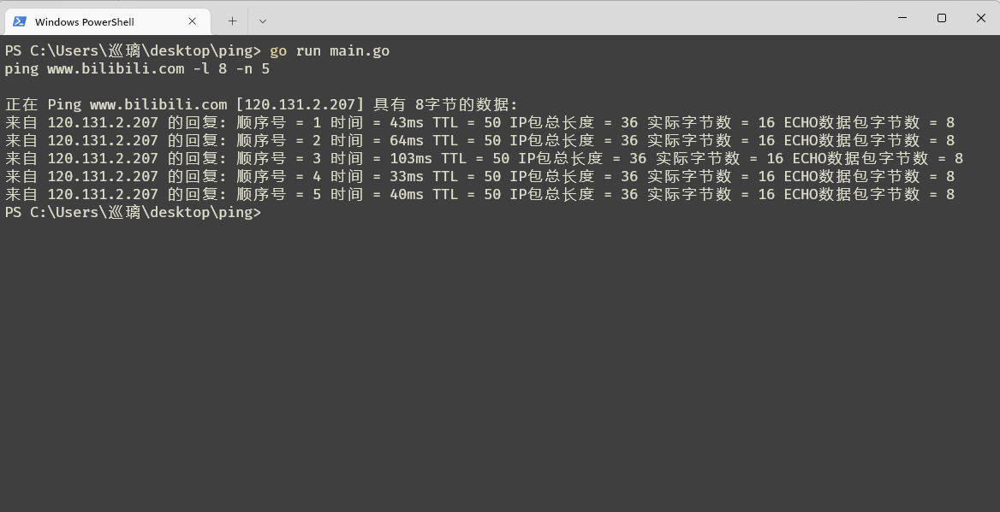 Windows PowerShell
PS C:\Users\巡璃\desktop\ping> go run main.go
ping www.bilibili.com -l 8 -n 5
正在 Ping www.bilibili.com [120.131.2.207] 具有 8字节的数据:
来自 120.131.2.207 的回复: 顺序号 = 1 时间 = 43ms TTL = 50 IP包总长度 = 36 实际字节数 = 16 ECHO数据包字节数 = 8
来自 120.131.2.207 的回复: 顺序号 = 2 时间 = 64ms TTL = 50 IP包总长度 = 36 实际字节数 = 16 ECHO数据包字节数 = 8
来自 120.131.2.207 的回复: 顺序号 = 3 时间 = 103ms TTL = 50 IP包总长度 = 36 实际字节数 = 16 ECHO数据包字节数 = 8
来自 120.131.2.207 的回复: 顺序号 = 4 时间 = 33ms TTL = 50 IP包总长度 = 36 实际字节数 = 16 ECHO数据包字节数 = 8
来自 120.131.2.207 的回复: 顺序号 = 5 时间 = 40ms TTL = 50 IP包总长度 = 36 实际字节数 = 16 ECHO数据包字节数 = 8
PS C:\Users\巡璃\desktop\ping>